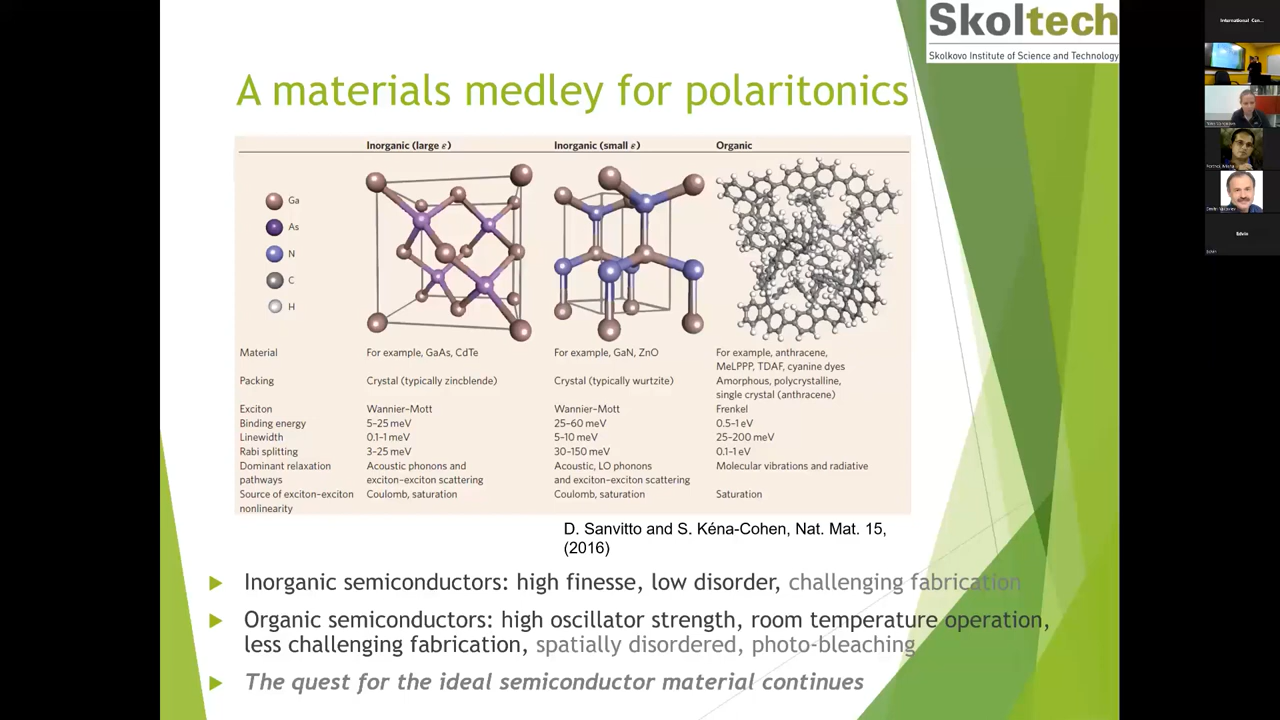 Skoltech
Skolkovo Institute of Science and Technology
International Cen...
A materials medley for polaritonics
Inorganic (large ε)
Inorganic (small ε)
Organic
Ga
As
N
C
H
Material
For example, GaAs, CdTe
For example, GaN, ZnO
For example, anthracene,
MeLPPP, TDAF, cyanine dyes
Packing
Crystal (typically zincblende)
Crystal (typically wurtzite)
Amorphous, polycrystalline,
single crystal (anthracene)
Exciton
Wannier–Mott
Wannier–Mott
Frenkel
Binding energy
5–25 meV
25–60 meV
0.5–1 eV
Linewidth
0.1–1 meV
5–10 meV
25–200 meV
Rabi splitting
3–25 meV
30–150 meV
0.1–1 eV
Dominant relaxation
pathways
Acoustic phonons and
exciton–exciton scattering
Acoustic, LO phonons
and exciton–exciton scattering
Molecular vibrations and radiative
Source of exciton–exciton
nonlinearity
Coulomb, saturation
Coulomb, saturation
Saturation
D. Sanvitto and S. Kéna-Cohen, Nat. Mat. 15,
(2016)
Inorganic semiconductors: high finesse, low disorder, challenging fabrication
Organic semiconductors: high oscillator strength, room temperature operation,
less challenging fabrication, spatially disordered, photo-bleaching
The quest for the ideal semiconductor material continues
Edvin